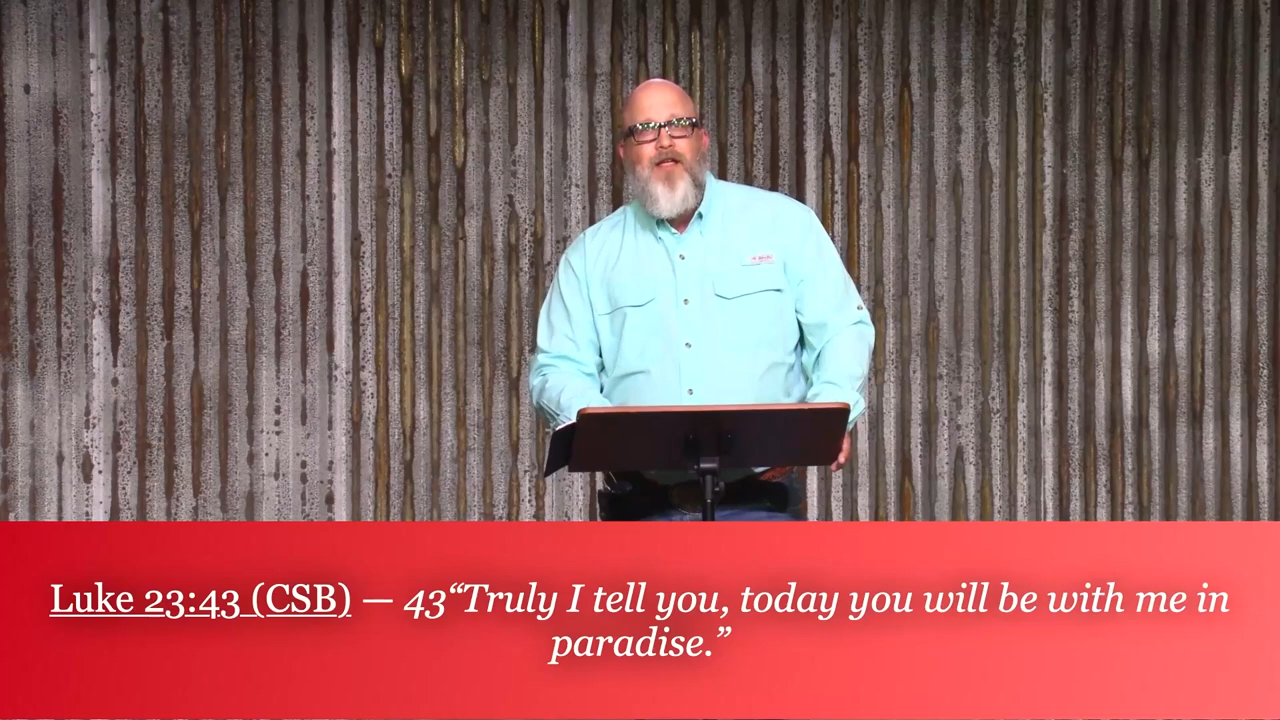 Luke 23:43 (CSB) — 43“Truly I tell you, today you will be with me in
paradise.”